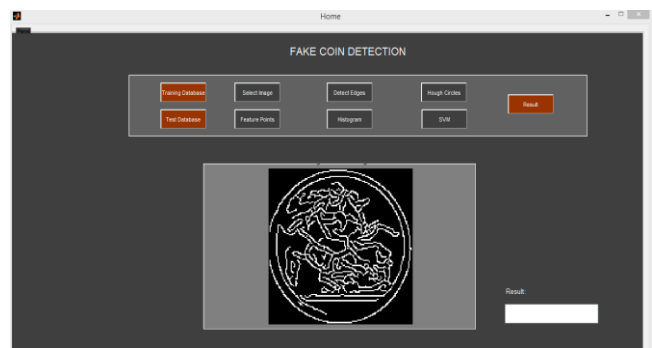 Home
FAKE COIN DETECTION
Training Database Select Image Detect Edges Hough Circles
Result
Test Database Feature Points Histogram SVM
Result: